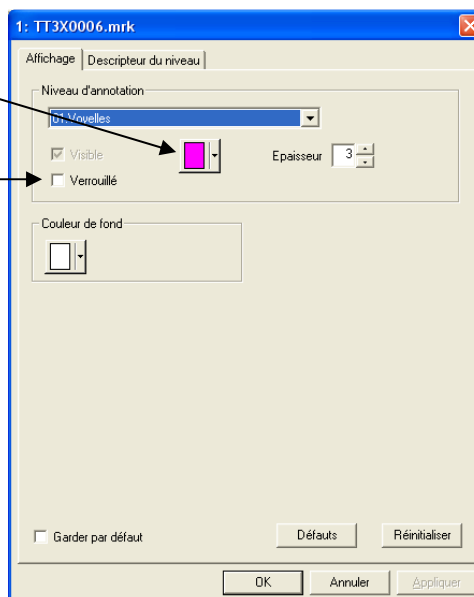 1: TT3X0006.mrk
Affichage Descripteur du niveau
Niveau d'annotation
01.Voyelles
Visible
Epaisseur 3
Verrouillé
Couleur de fond
Garder par défaut Défauts Réinitialiser
OK Annuler Appliquer